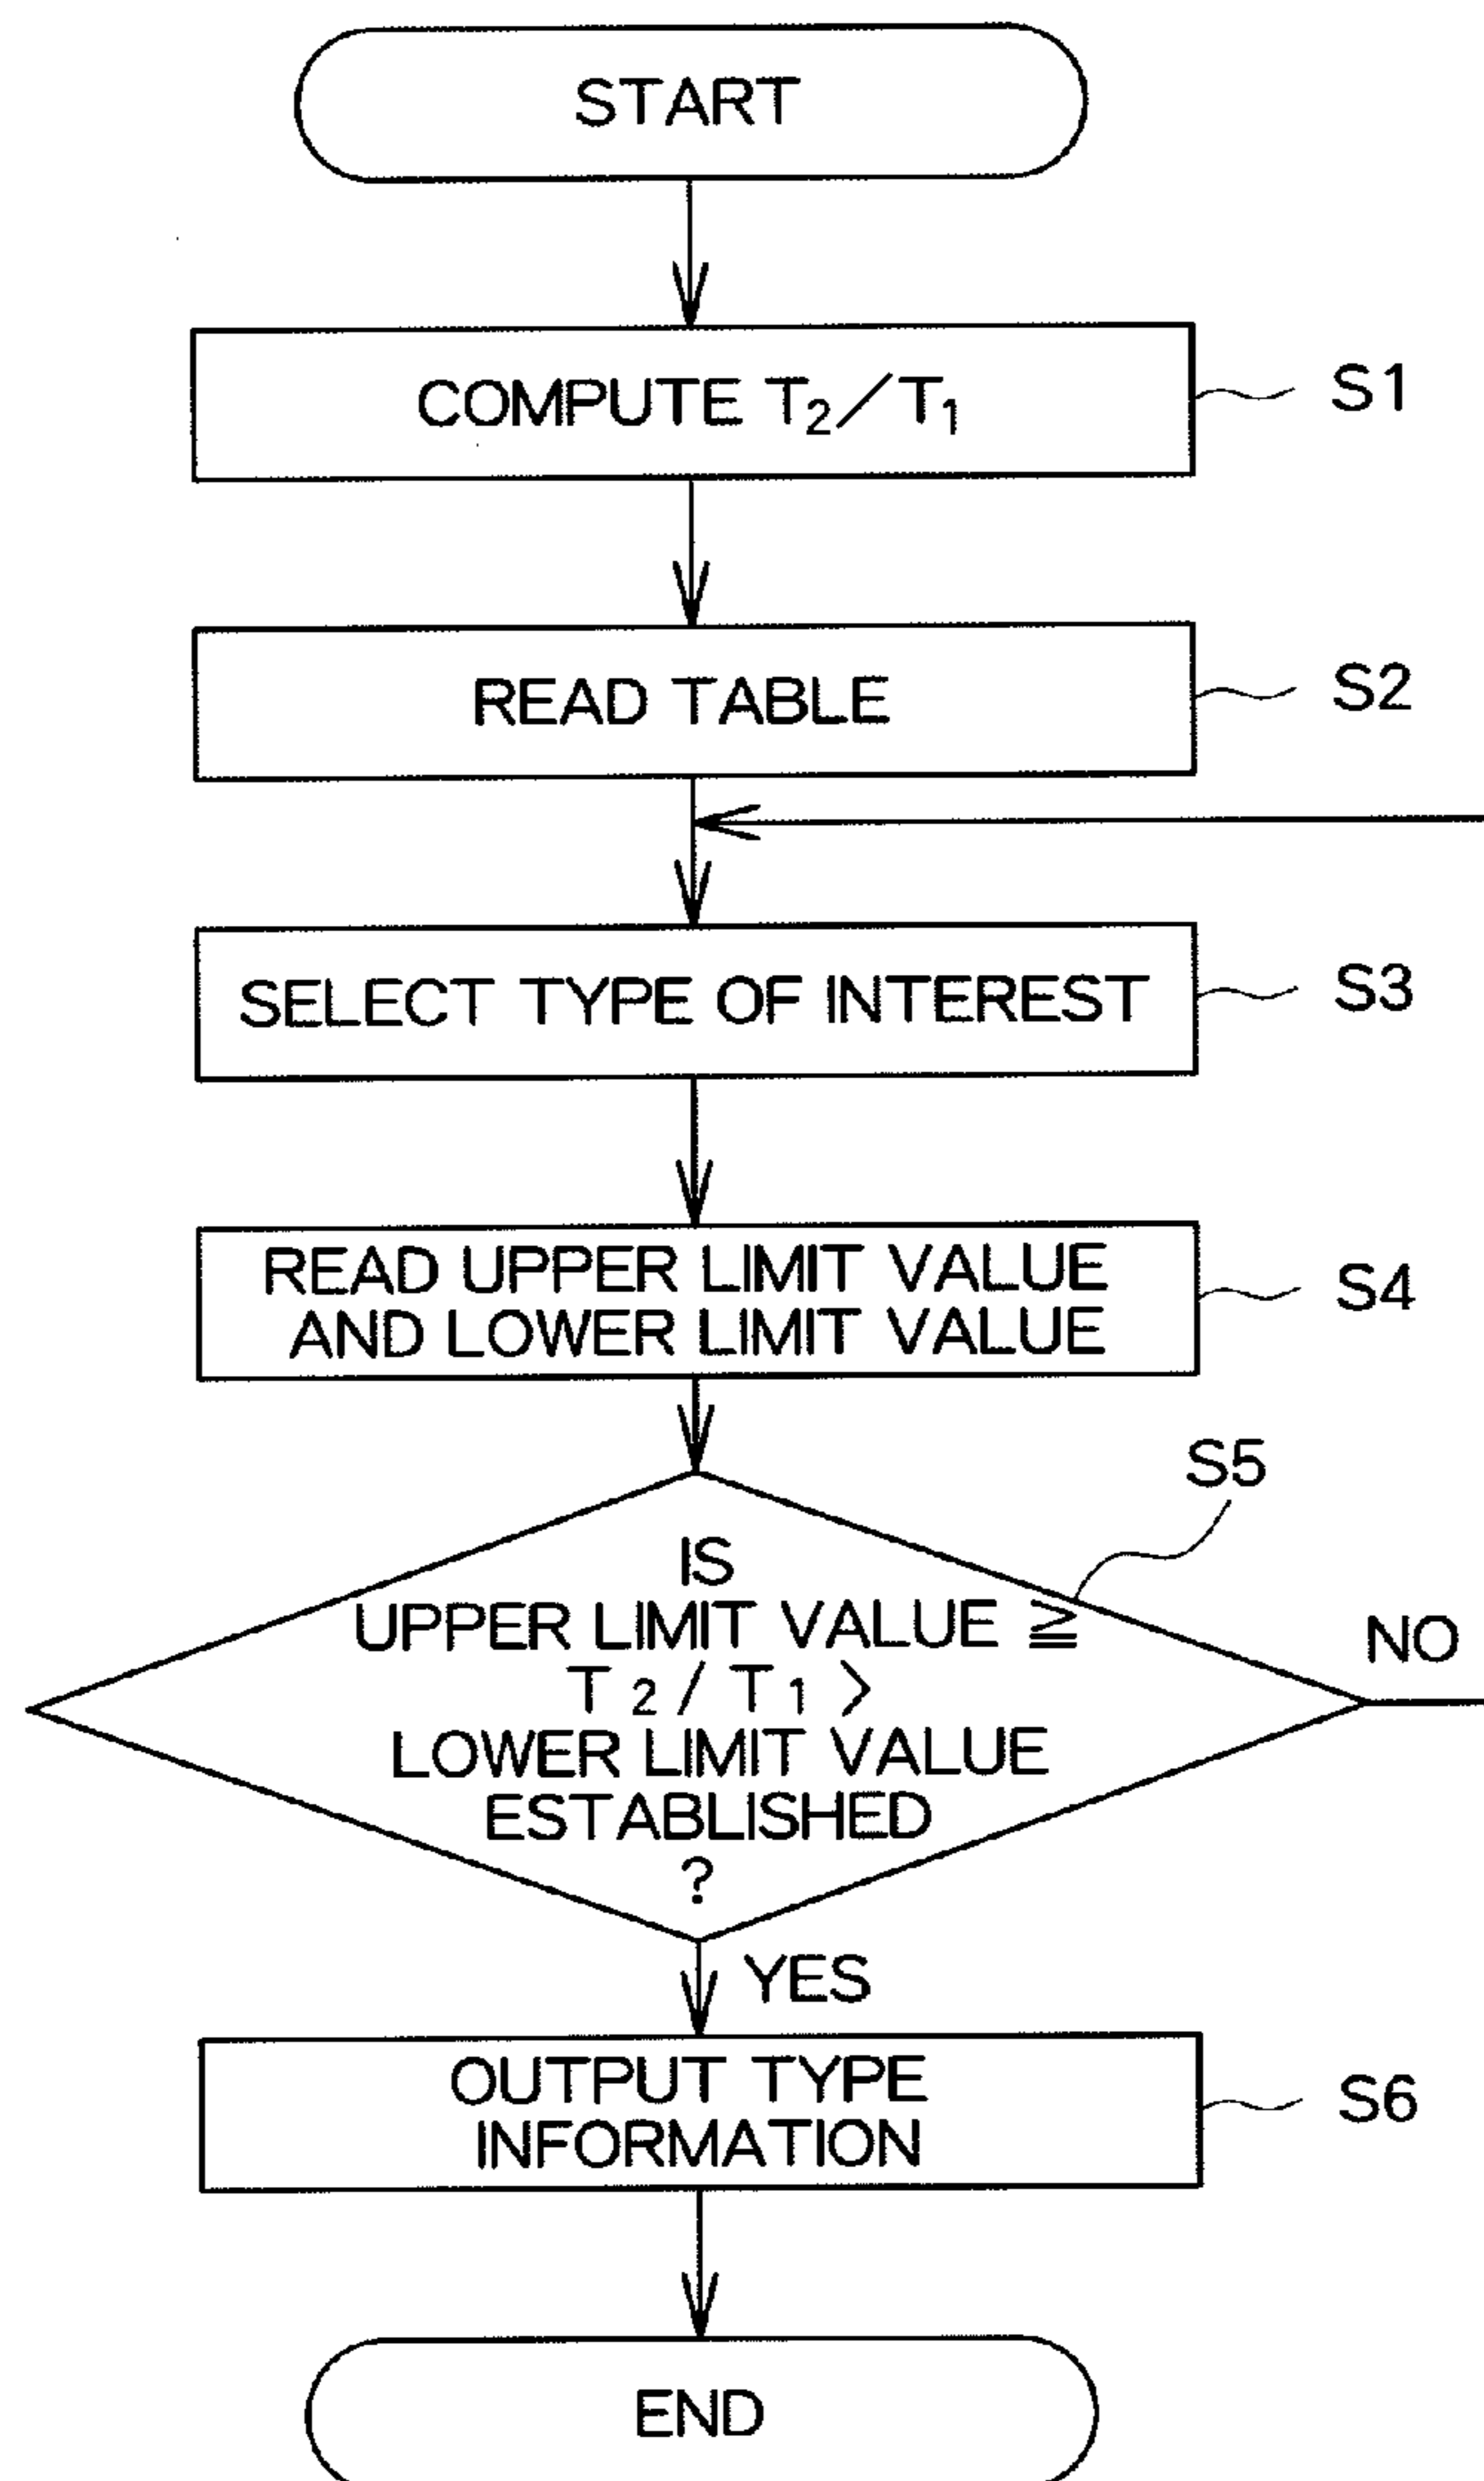 START
COMPUTE T₂/T₁
S1
READ TABLE
S2
SELECT TYPE OF INTEREST
S3
READ UPPER LIMIT VALUE
AND LOWER LIMIT VALUE
S4
S5
IS
UPPER LIMIT VALUE ≧
T₂/T₁ >
LOWER LIMIT VALUE
ESTABLISHED
?
NO
YES
OUTPUT TYPE
INFORMATION
S6
END